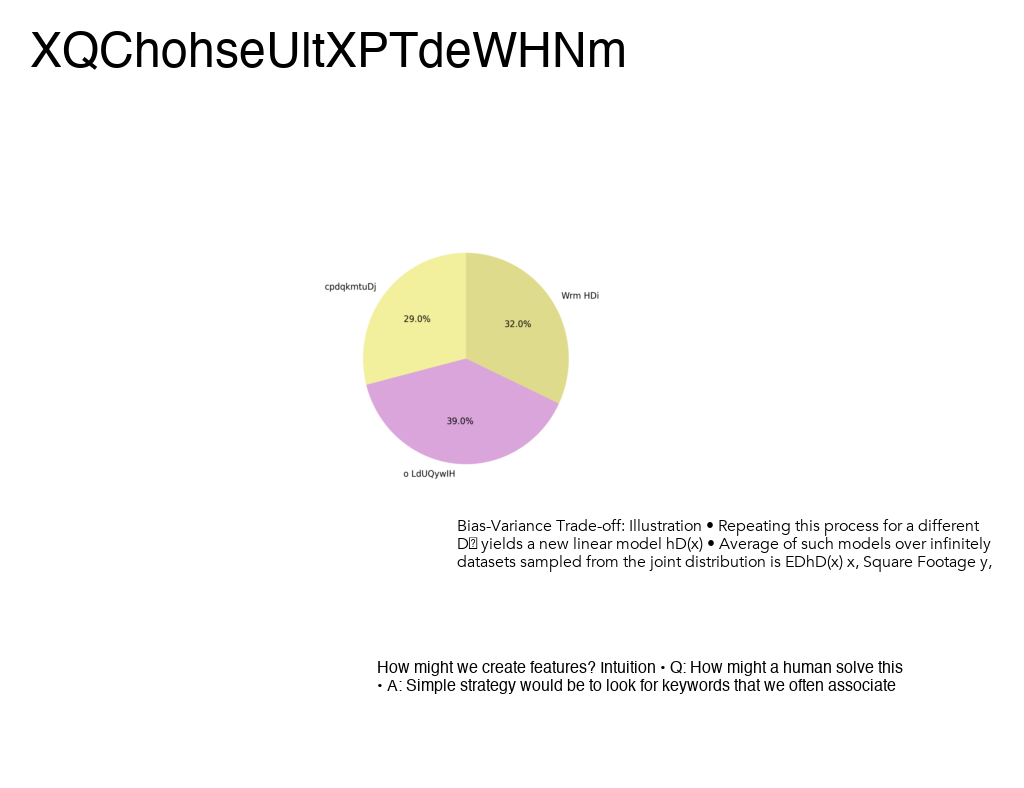 XQChohseUltXPTdeWHNm
cpdqkmtuDj
Wrm HDi
29.0%
32.0%
39.0%
o LdUQywlH
Bias-Variance Trade-off: Illustration • Repeating this process for a different
D yields a new linear model hD(x) • Average of such models over infinitely
datasets sampled from the joint distribution is EDhD(x) x, Square Footage y,
How might we create features? Intuition • Q: How might a human solve this
• A: Simple strategy would be to look for keywords that we often associate